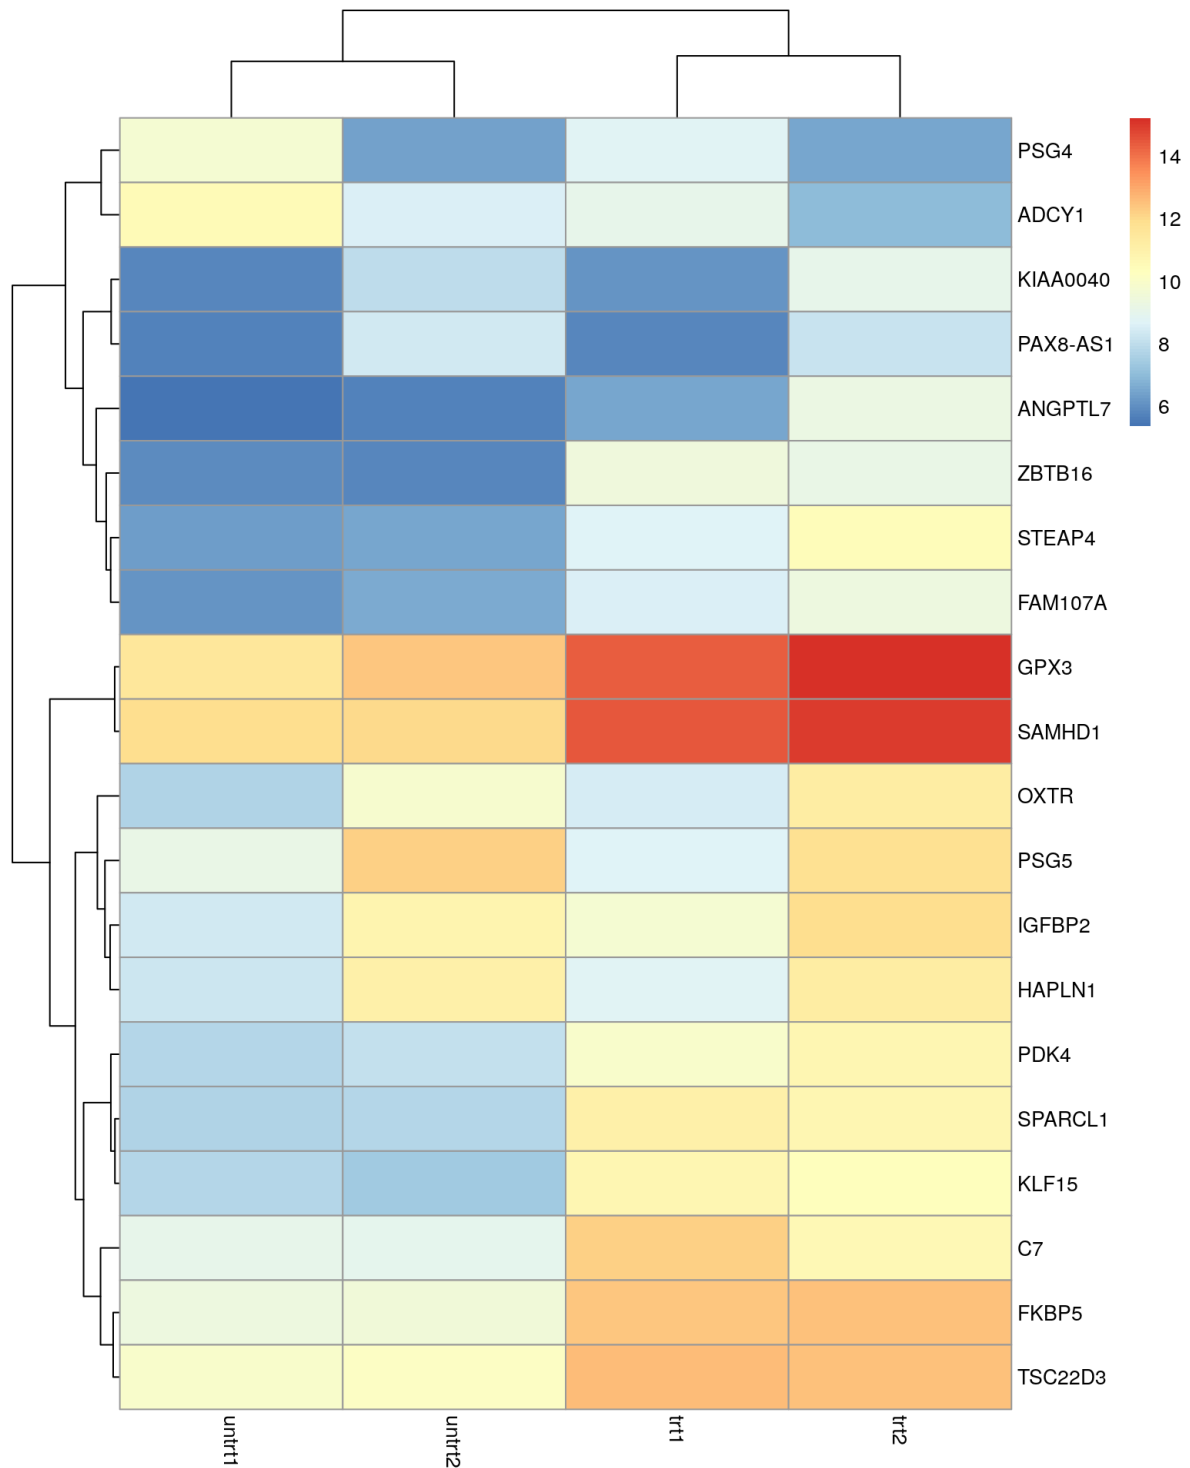 PSG4
ADCY1
KIAA0040
PAX8-AS1
ANGPTL7
ZBTB16
STEAP4
FAM107A
GPX3
SAMHD1
OXTR
PSG5
IGFBP2
HAPLN1
PDK4
SPARCL1
KLF15
C7
FKBP5
TSC22D3
14
12
10
8
6
untrt1
untrt2
trt1
trt2